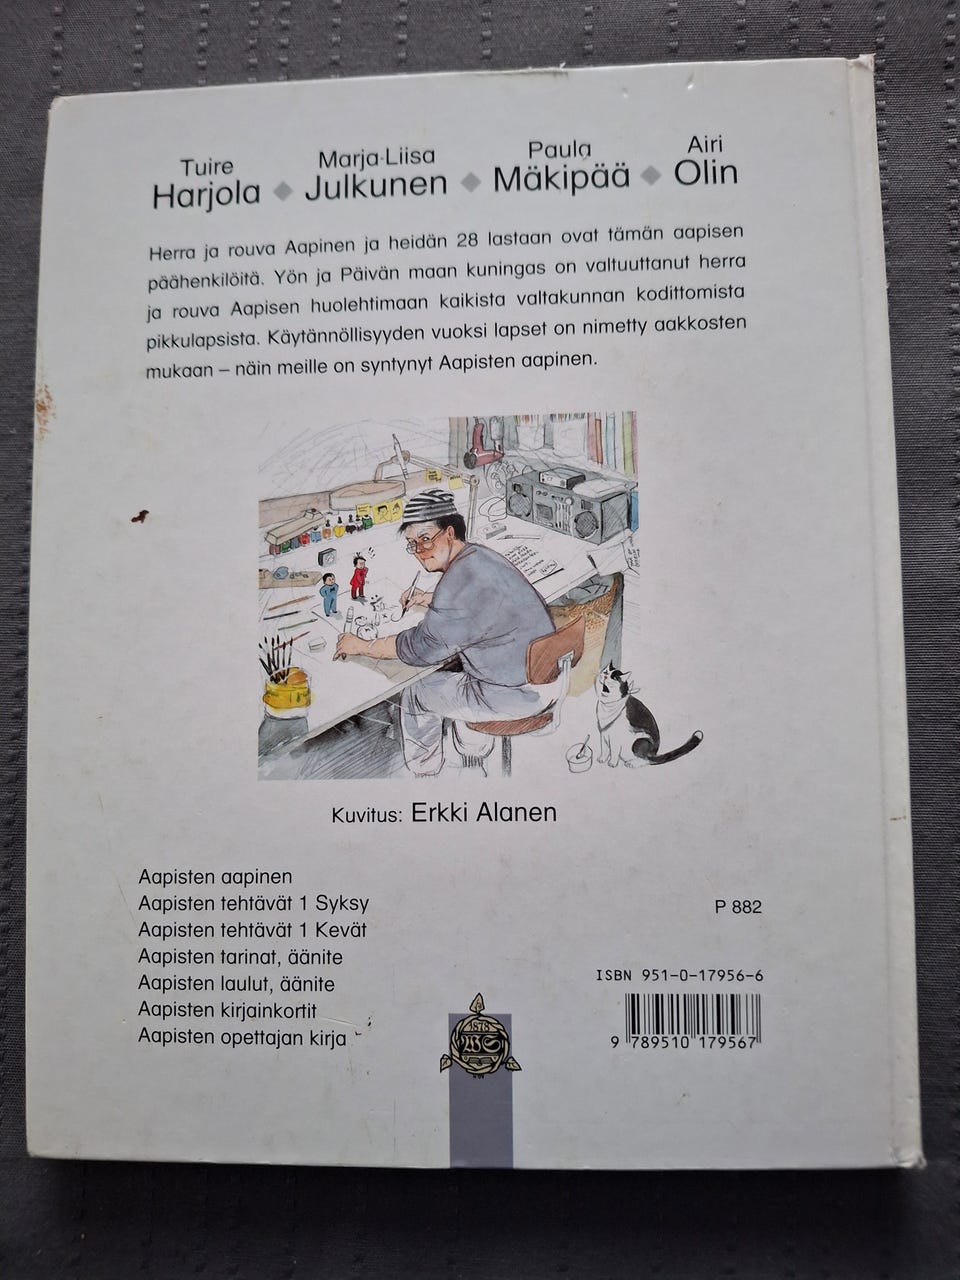 Tuire Harjola ◆ Marja-Liisa Julkunen ◆ Paula Mäkipää ◆ Airi Olin
Herra ja rouva Aapinen ja heidän 28 lastaan ovat tämän aapisen
päähenkilöitä. Yön ja Päivän maan kuningas on valtuuttanut herra
ja rouva Aapisen huolehtimaan kaikista valtakunnan kodittomista
pikkulapsista. Käytännöllisyyden vuoksi lapset on nimetty aakkosten
mukaan – näin meille on syntynyt Aapisten aapinen.
Kuvitus: Erkki Alanen
Aapisten aapinen
Aapisten tehtävät 1 Syksy
Aapisten tehtävät 1 Kevät
Aapisten tarinat, äänite
Aapisten laulut, äänite
Aapisten kirjainkortit
Aapisten opettajan kirja
P 882
ISBN 951-0-17956-6
9 789510 179567
1878
WS